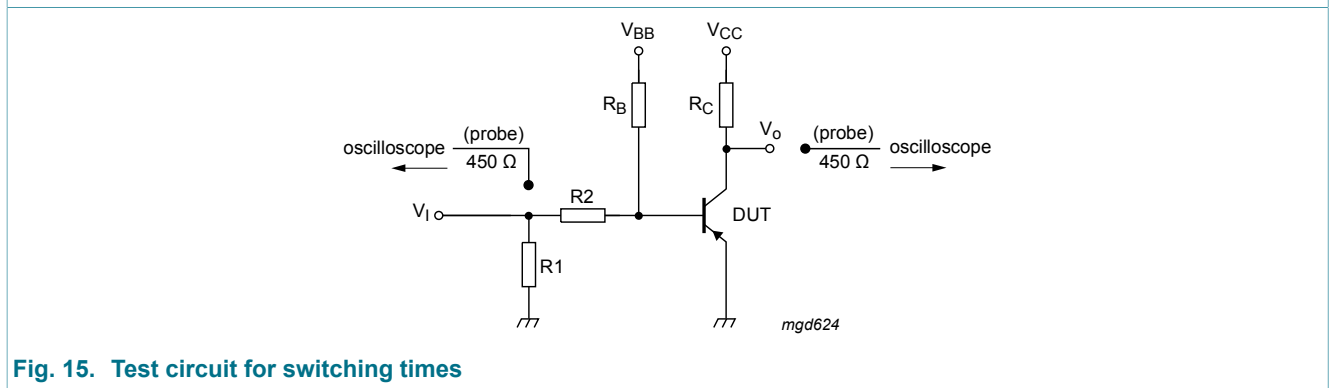 VBB
VCC
RB
RC
Vo
oscilloscope
(probe)
450 Ω
(probe)
450 Ω
oscilloscope
R2
VI
DUT
R1
mgd624
Fig. 15. Test circuit for switching times